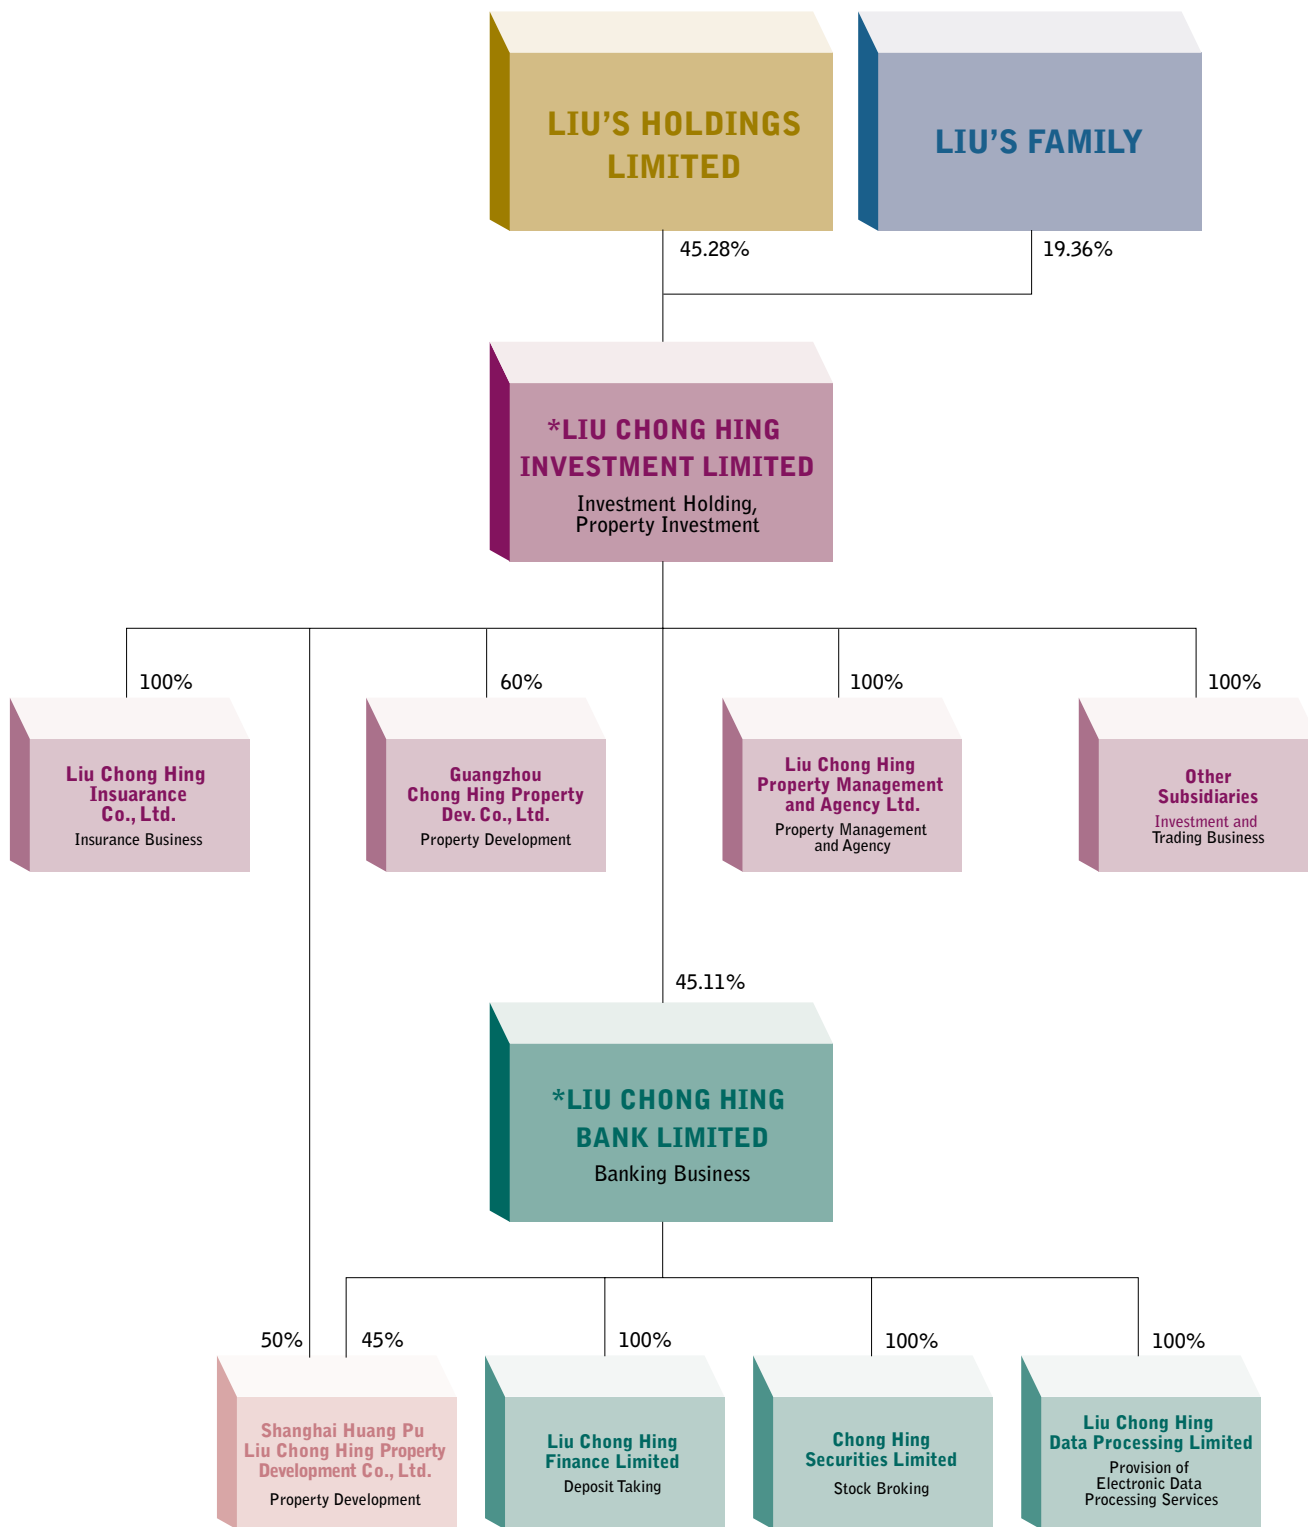 LIU'S HOLDINGS
LIMITED
LIU'S FAMILY
45.28%
19.36%
*LIU CHONG HING
INVESTMENT LIMITED
Investment Holding,
Property Investment
100%
60%
100%
100%
Liu Chong Hing
Insuarance
Co., Ltd.
Insurance Business
Guangzhou
Chong Hing Property
Dev. Co., Ltd.
Property Development
Liu Chong Hing
Property Management
and Agency Ltd.
Property Management
and Agency
Other
Subsidiaries
Investment and
Trading Business
45.11%
*LIU CHONG HING
BANK LIMITED
Banking Business
50%
45%
100%
100%
100%
Shanghai Huang Pu
Liu Chong Hing Property
Development Co., Ltd.
Property Development
Liu Chong Hing
Finance Limited
Deposit Taking
Chong Hing
Securities Limited
Stock Broking
Liu Chong Hing
Data Processing Limited
Provision of
Electronic Data
Processing Services